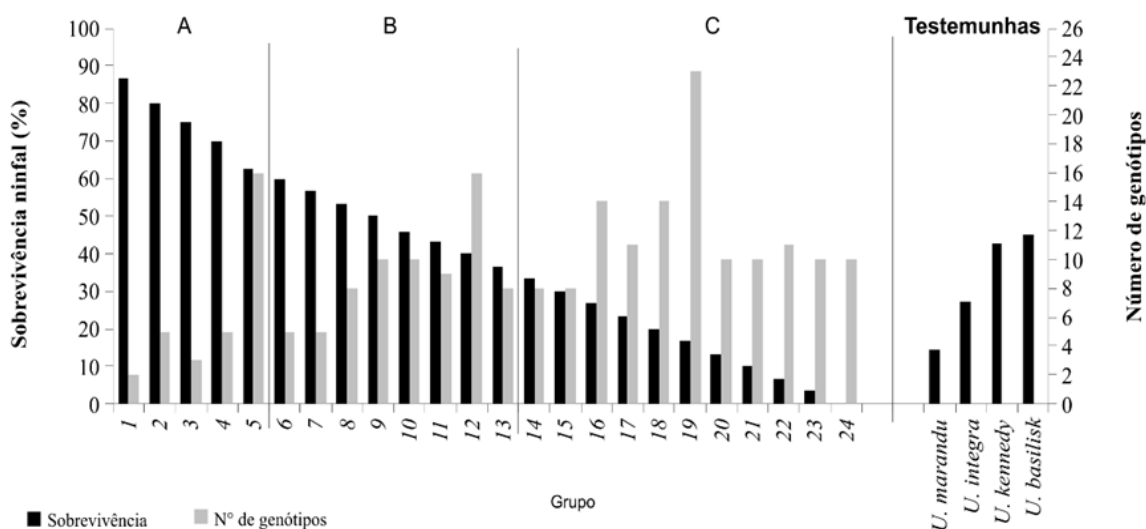 A
B
C
Testemunhas
Sobrevivência ninfal (%)
100
90
80
70
60
50
40
30
20
10
0
26
24
22
20
18
16
14
12
10
8
6
4
2
0
Número de genótipos
1 2 3 4 5 6 7 8 9 10 11 12 13 14 15 16 17 18 19 20 21 22 23 24
U. marandu
U. integra
U. kennedy
U. basilisk
Grupo
Sobrevivência
N° de genótipos